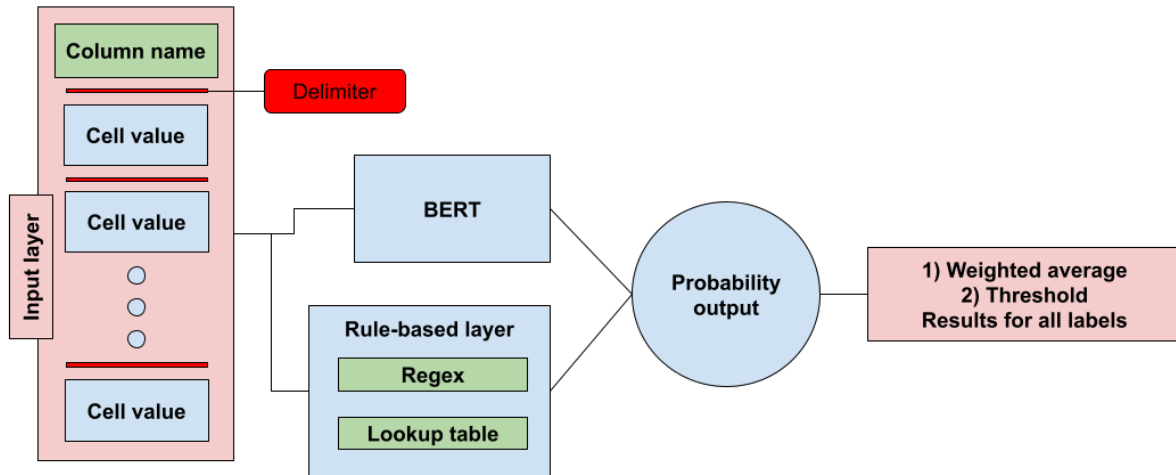 Column name
Delimiter
Cell value
Cell value
Input layer
Cell value
BERT
Rule-based layer
Regex
Lookup table
Probability
output
1) Weighted average
2) Threshold
Results for all labels